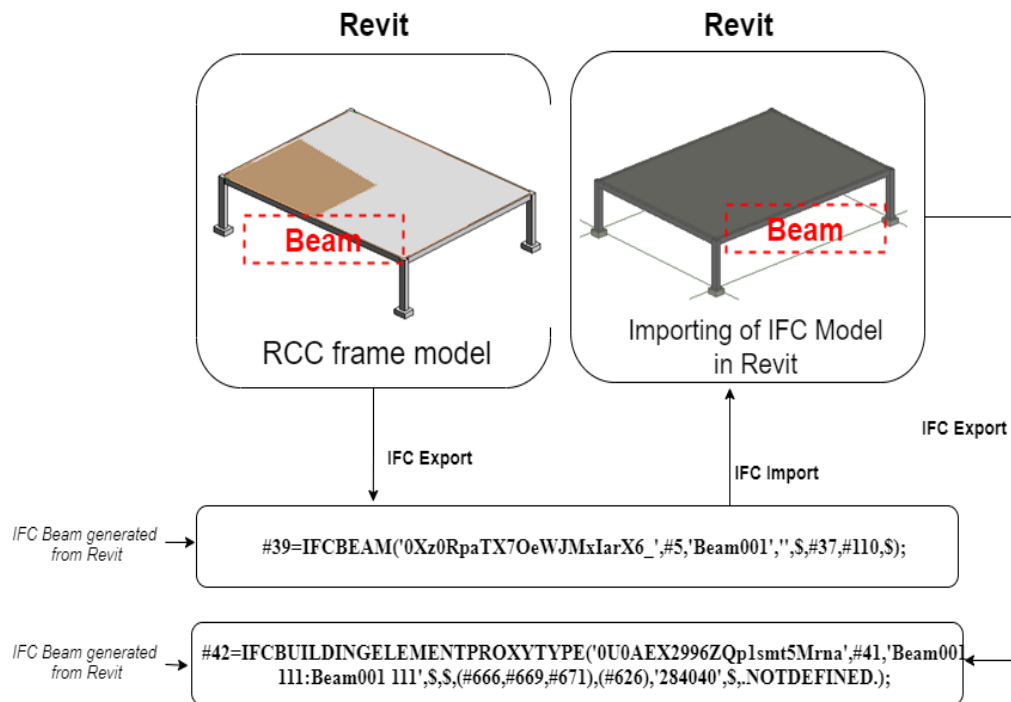 Revit
Revit
Beam
Beam
RCC frame model
Importing of IFC Model
in Revit
IFC Export
IFC Import
IFC Export
IFC Beam generated
from Revit
#39=IFCBEAM('0Xz0RpaTX7OeWJMxIarX6_',#5,'Beam001','',$,#37,#110,$);
IFC Beam generated
from Revit
#42=IFCBUILDINGELEMENTPROXYTYPE('0U0AEX2996ZQp1smt5Mrna',#41,'Beam001
111:Beam001 111',$,$,(#666,#669,#671),(#626),'284040',$,.NOTDEFINED.);